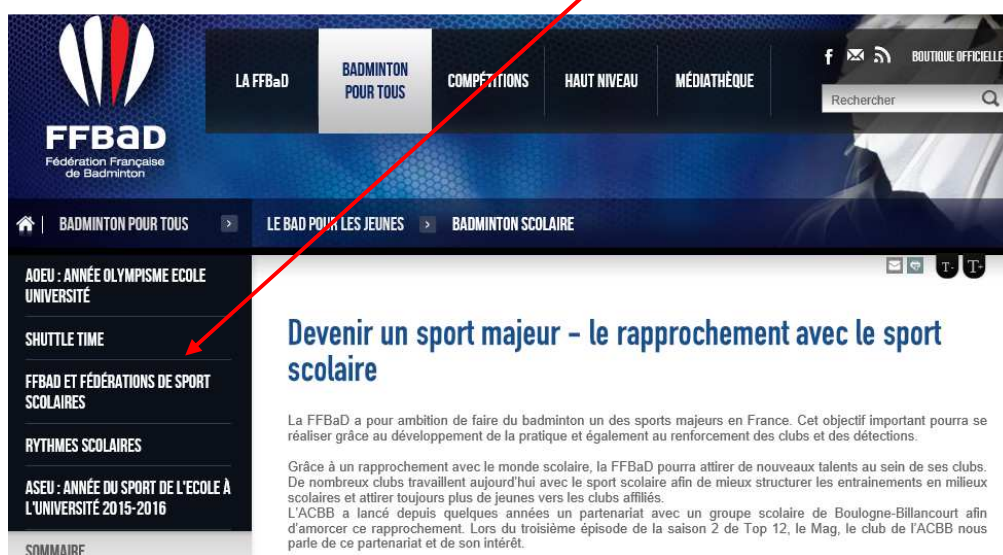 LA FFBaD
BADMINTON
POUR TOUS
COMPÉTITIONS
HAUT NIVEAU
MÉDIATHÈQUE
BOUTIQUE OFFICIELLE
Rechercher
FFBaD
Fédération Française
de Badminton
BADMINTON POUR TOUS
LE BAD POUR LES JEUNES
BADMINTON SCOLAIRE
T- T+
AOEU : ANNÉE OLYMPISME ECOLE
UNIVERSITÉ
SHUTTLE TIME
FFBAD ET FÉDÉRATIONS DE SPORT
SCOLAIRES
RYTHMES SCOLAIRES
ASEU : ANNÉE DU SPORT DE L'ECOLE À
L'UNIVERSITÉ 2015-2016
SOMMAIRE
Devenir un sport majeur – le rapprochement avec le sport
scolaire
La FFBaD a pour ambition de faire du badminton un des sports majeurs en France. Cet objectif important pourra se
réaliser grâce au développement de la pratique et également au renforcement des clubs et des détections.
Grâce à un rapprochement avec le monde scolaire, la FFBaD pourra attirer de nouveaux talents au sein de ses clubs.
De nombreux clubs travaillent aujourd'hui avec le sport scolaire afin de mieux structurer les entrainements en milieux
scolaires et attirer toujours plus de jeunes vers les clubs affiliés.
L'ACBB a lancé depuis quelques années un partenariat avec un groupe scolaire de Boulogne-Billancourt afin
d'amorcer ce rapprochement. Lors du troisième épisode de la saison 2 de Top 12, le Mag, le club de l'ACBB nous
parle de ce partenariat et de son intérêt.